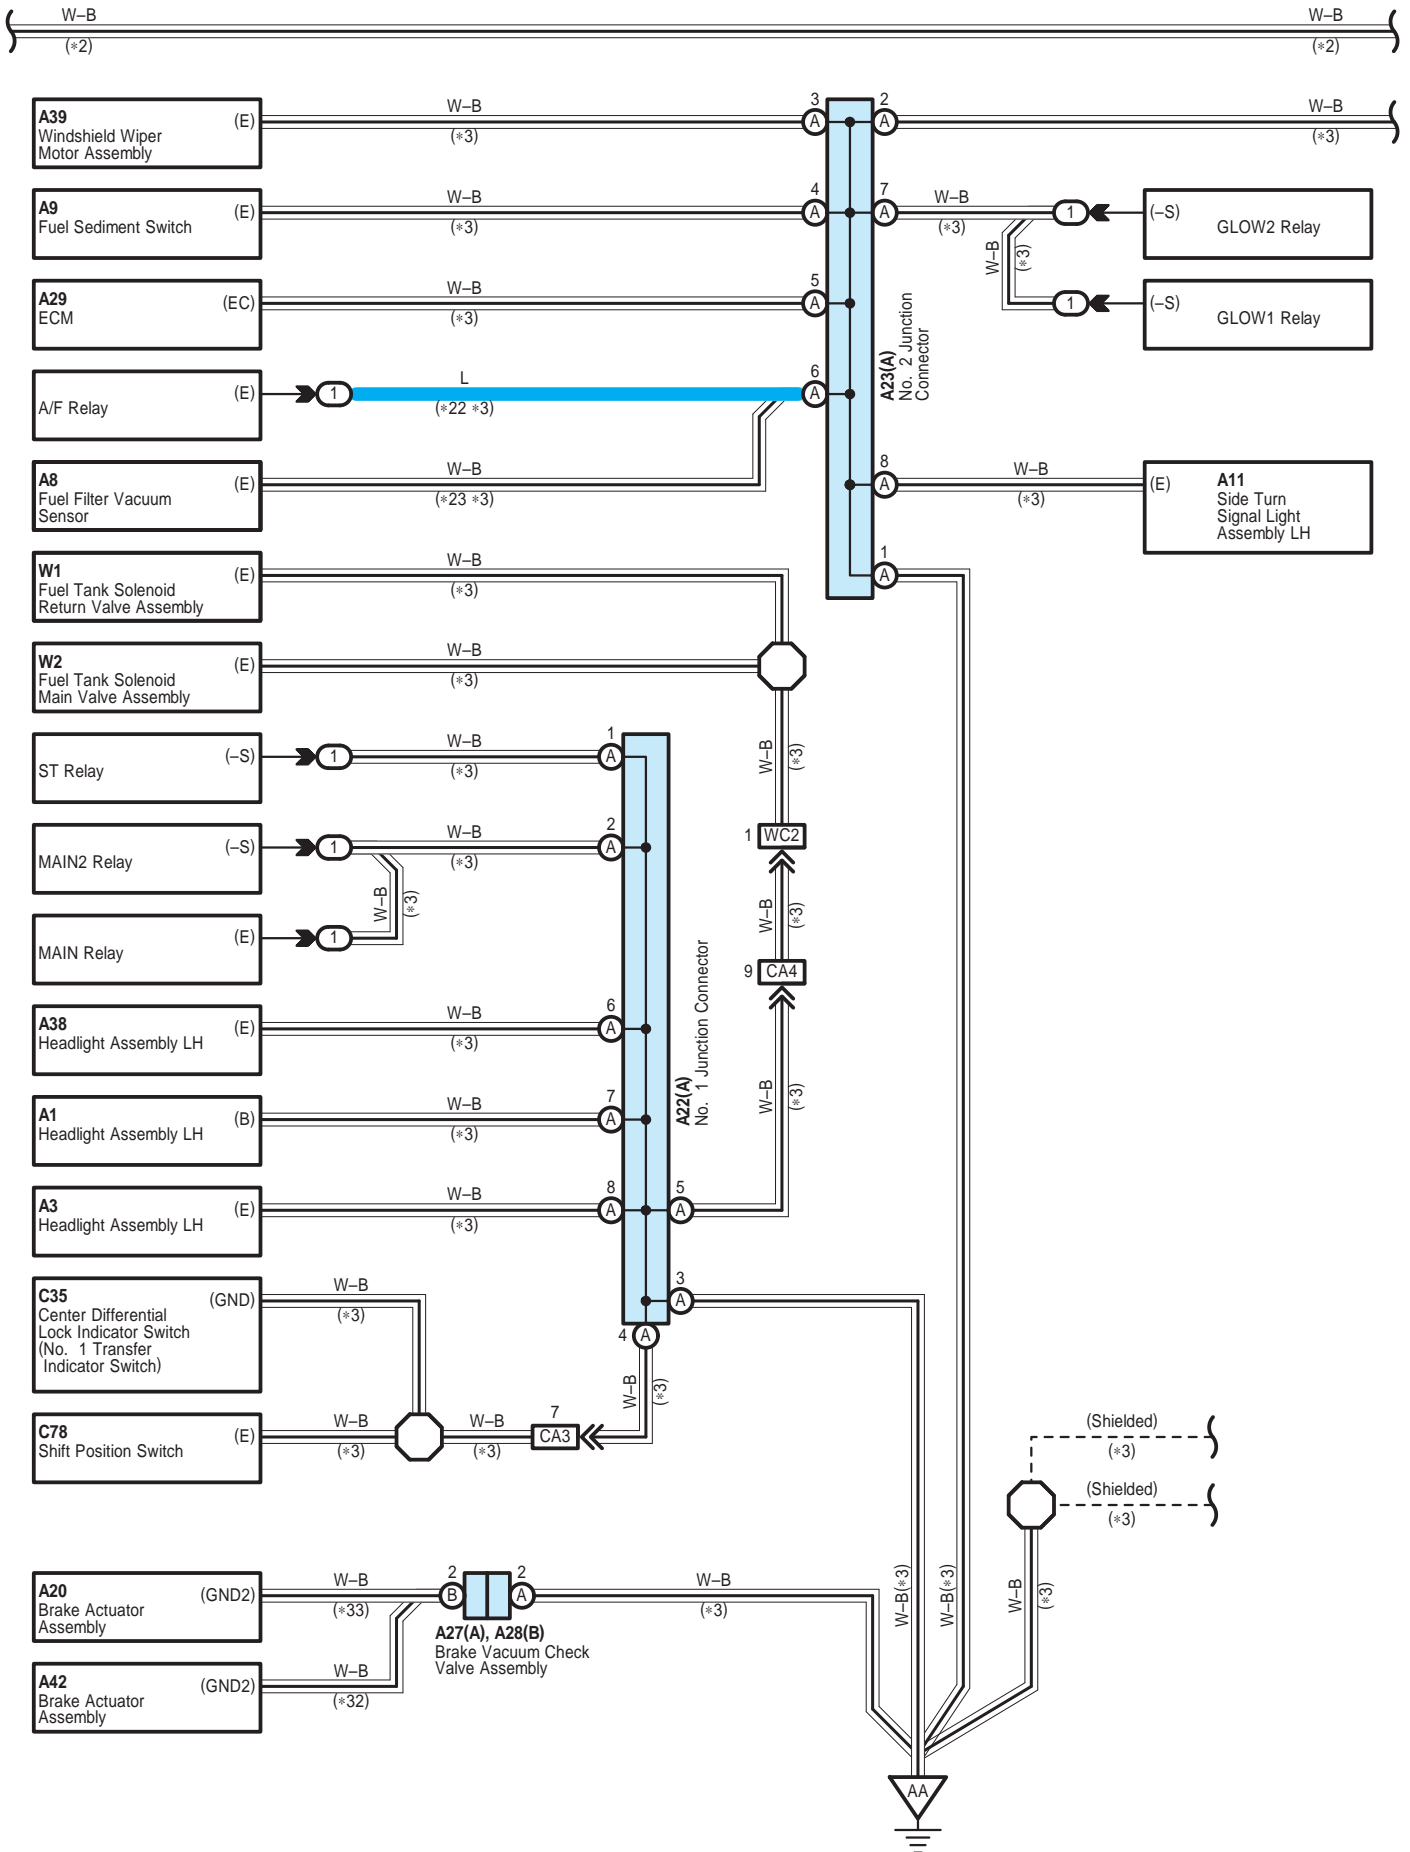 W–B
W–B
(*2)
(*2)
A39
Windshield Wiper
Motor Assembly
(E)
W–B
(*3)
3
A
2
A
W–B
(*3)
A9
Fuel Sediment Switch
(E)
W–B
(*3)
4
A
7
A
W–B
(*3)
1
(–S)
GLOW2 Relay
W–B
(*3)
A29
ECM
(EC)
W–B
(*3)
5
A
1
(–S)
GLOW1 Relay
A23(A)
No. 2 Junction
Connector
A/F Relay
(E)
1
L
(*22 *3)
6
A
A8
Fuel Filter Vacuum
Sensor
(E)
W–B
(*23 *3)
8
A
W–B
(*3)
(E)
A11
Side Turn
Signal Light
Assembly LH
W1
Fuel Tank Solenoid
Return Valve Assembly
(E)
W–B
(*3)
1
A
W2
Fuel Tank Solenoid
Main Valve Assembly
(E)
W–B
(*3)
ST Relay
(–S)
1
W–B
(*3)
1
A
W–B
(*3)
MAIN2 Relay
(–S)
1
W–B
(*3)
2
A
1
WC2
W–B
(*3)
W–B
(*3)
MAIN Relay
(E)
1
9
CA4
A38
Headlight Assembly LH
(E)
W–B
(*3)
6
A
A22(A)
No. 1 Junction Connector
W–B
(*3)
A1
Headlight Assembly LH
(B)
W–B
(*3)
7
A
A3
Headlight Assembly LH
(E)
W–B
(*3)
8
A
5
A
C35
Center Differential
Lock Indicator Switch
(No. 1 Transfer
Indicator Switch)
(GND)
W–B
(*3)
3
A
4
A
W–B
(*3)
C78
Shift Position Switch
(E)
W–B
(*3)
W–B
(*3)
7
CA3
(Shielded)
(*3)
(Shielded)
(*3)
A20
Brake Actuator
Assembly
(GND2)
W–B
(*33)
2
B
2
A
W–B
(*3)
W–B(*3)
W–B(*3)
W–B
(*3)
A27(A), A28(B)
Brake Vacuum Check
Valve Assembly
A42
Brake Actuator
Assembly
(GND2)
W–B
(*32)
AA